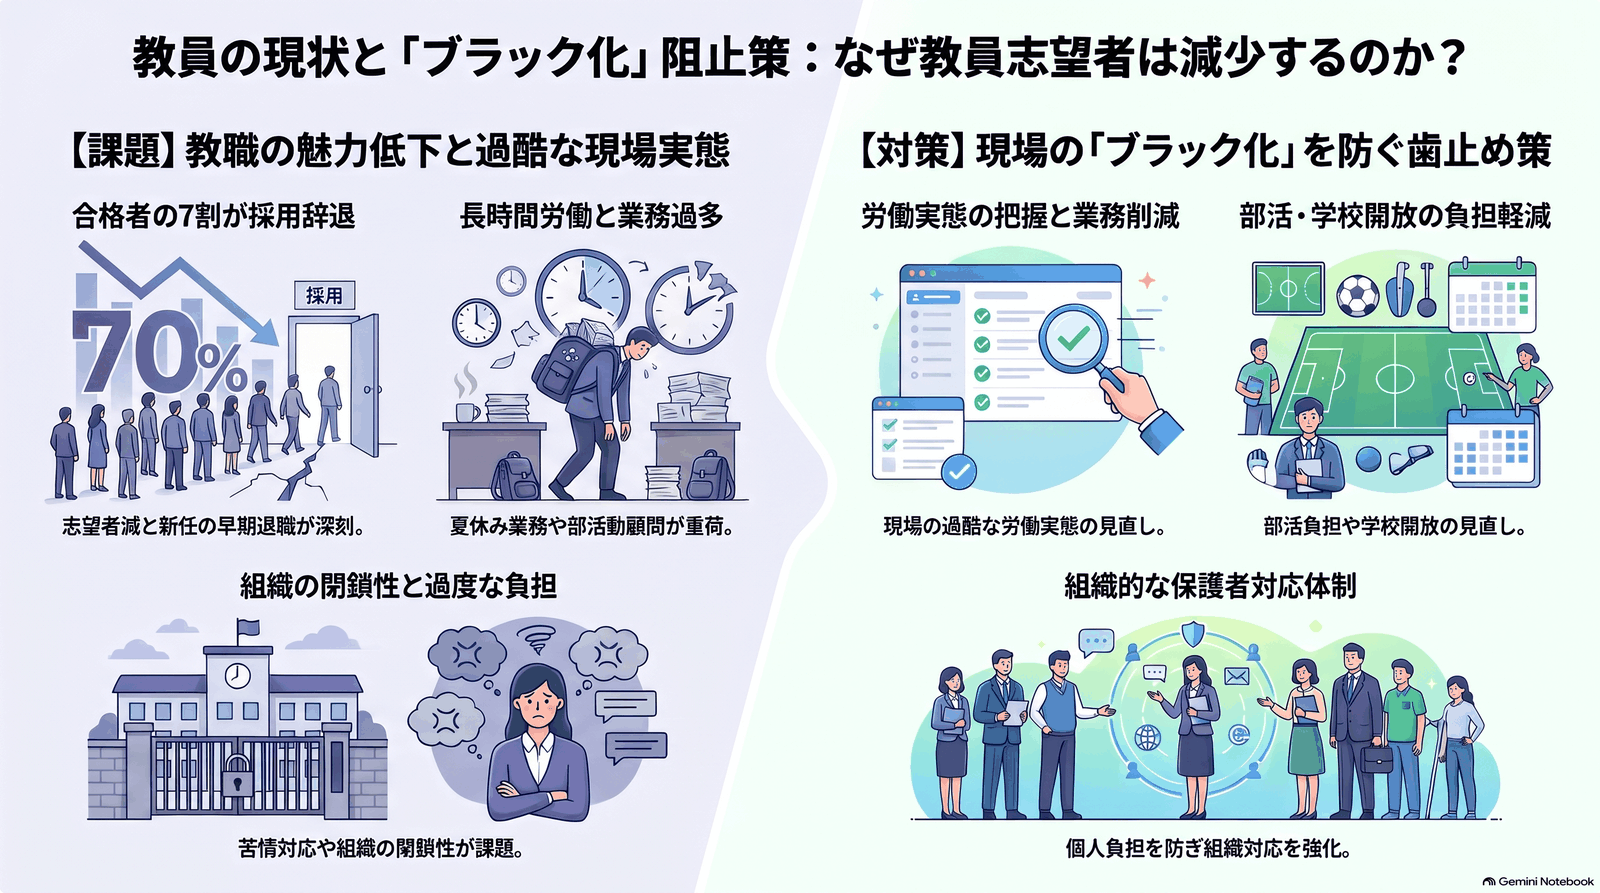 教員の現状と「ブラック化」阻止策：なぜ教員志望者は減少するのか？
【課題】教職の魅力低下と過酷な現場実態
合格者の7割が採用辞退
70%
採用
志望者減と新任の早期退職が深刻。
長時間労働と業務過多
夏休み業務や部活動顧問が重荷。
組織の閉鎖性と過度な負担
苦情対応や組織の閉鎖性が課題。
【対策】現場の「ブラック化」を防ぐ歯止め策
労働実態の把握と業務削減
現場の過酷な労働実態の見直し。
部活・学校開放の負担軽減
部活負担や学校開放の見直し。
組織的な保護者対応体制
個人負担を防ぎ組織対応を強化。
Gemini Notebook